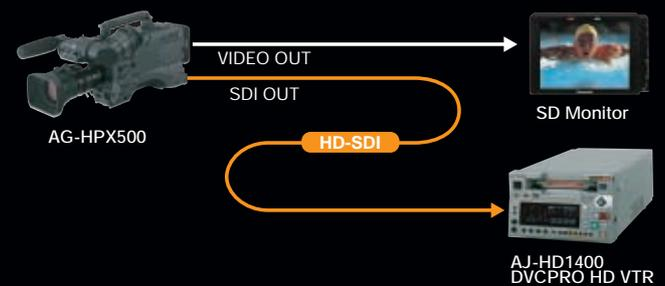 VIDEO OUT
SDI OUT
AG-HPX500
SD Monitor
HD-SDI
AJ-HD1400
DVCPRO HD VTR